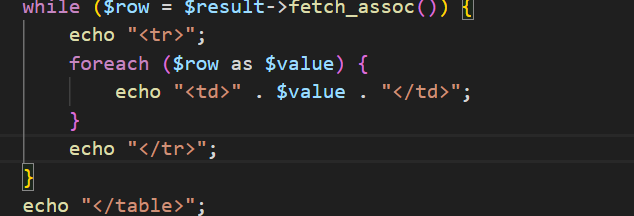 while ($row = $result->fetch_assoc()) {
    echo "<tr>";
    foreach ($row as $value) {
        echo "<td>" . $value . "</td>";
    }
    echo "</tr>";
}
echo "</table>";